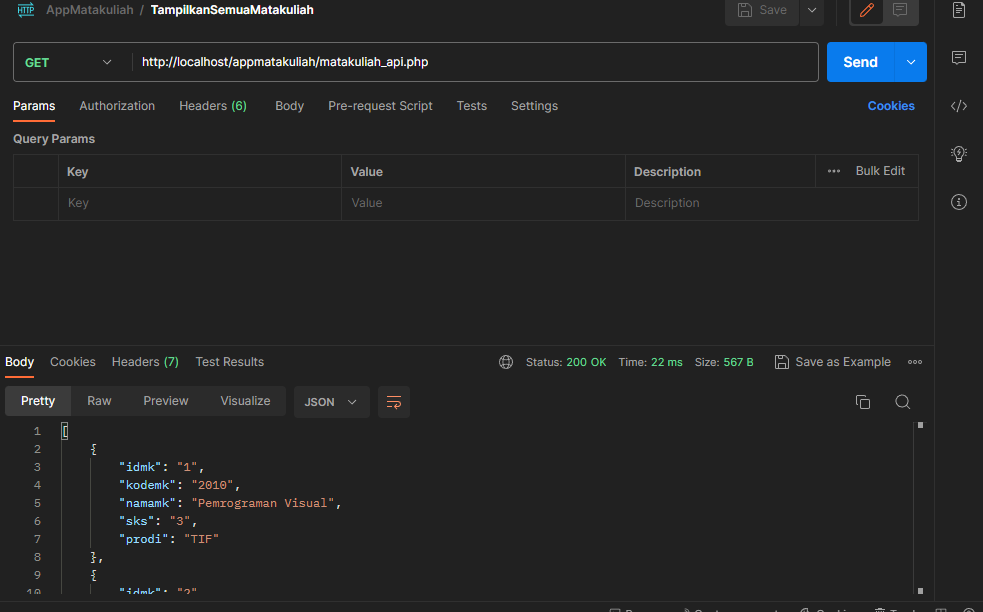 HTTP AppMatakuliah / TampilkanSemuaMatakuliah Save
GET http://localhost/appmatakuliah/matakuliah_api.php Send
Params Authorization Headers (6) Body Pre-request Script Tests Settings Cookies
Query Params
Key Value Description ••• Bulk Edit
Key Value Description
Body Cookies Headers (7) Test Results Status: 200 OK Time: 22 ms Size: 567 B Save as Example •••
Pretty Raw Preview Visualize JSON
1 [
2 {
3 "idmk": "1",
4 "kodemk": "2010",
5 "namamk": "Pemrograman Visual",
6 "sks": "3",
7 "prodi": "TIF"
8 },
9 {
10 "idmk": "2"